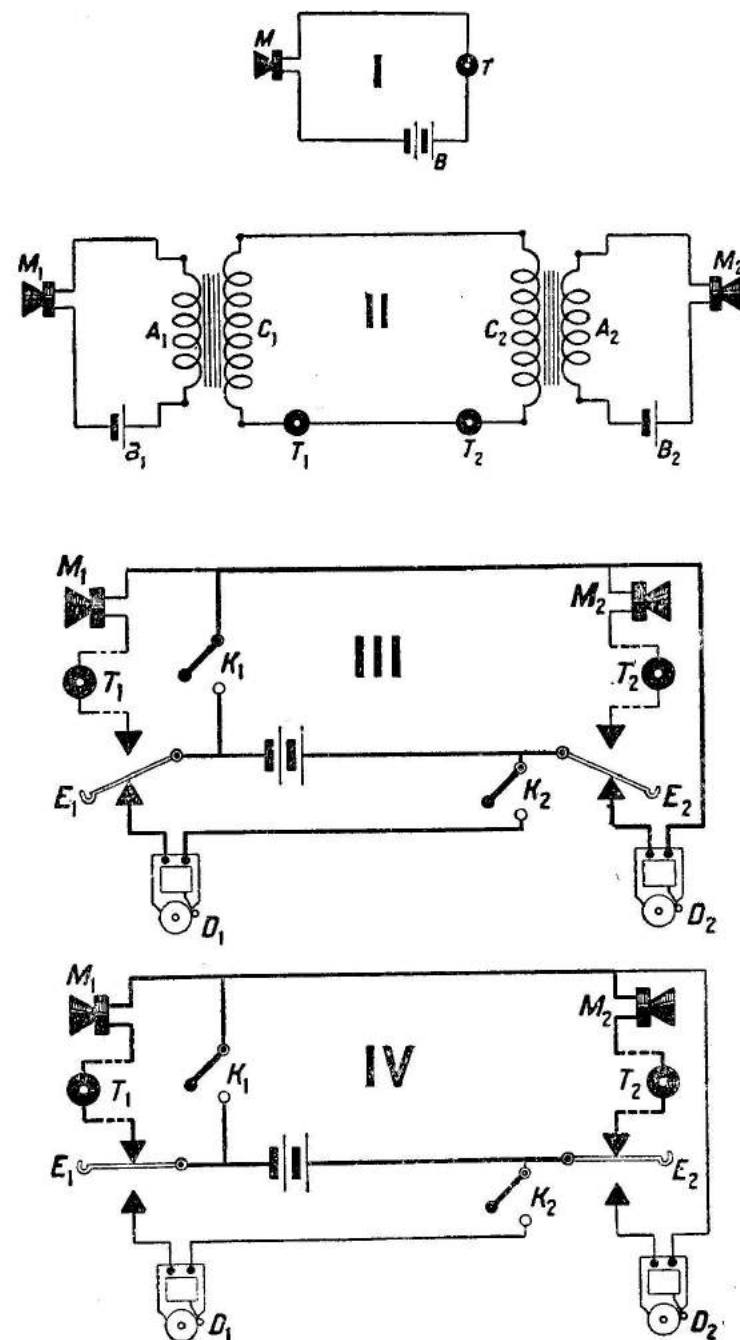 M I T
B
M₁ M₂
A₁ C₁ II C₂ A₂
B₁ T₁ T₂ B₂
M₁ M₂
T₁ K₁ III T₂
E₁ K₂ E₂
D₁ D₂
M₁ M₂
T₁ K₁ IV T₂
E₁ K₂ E₂
D₁ D₂